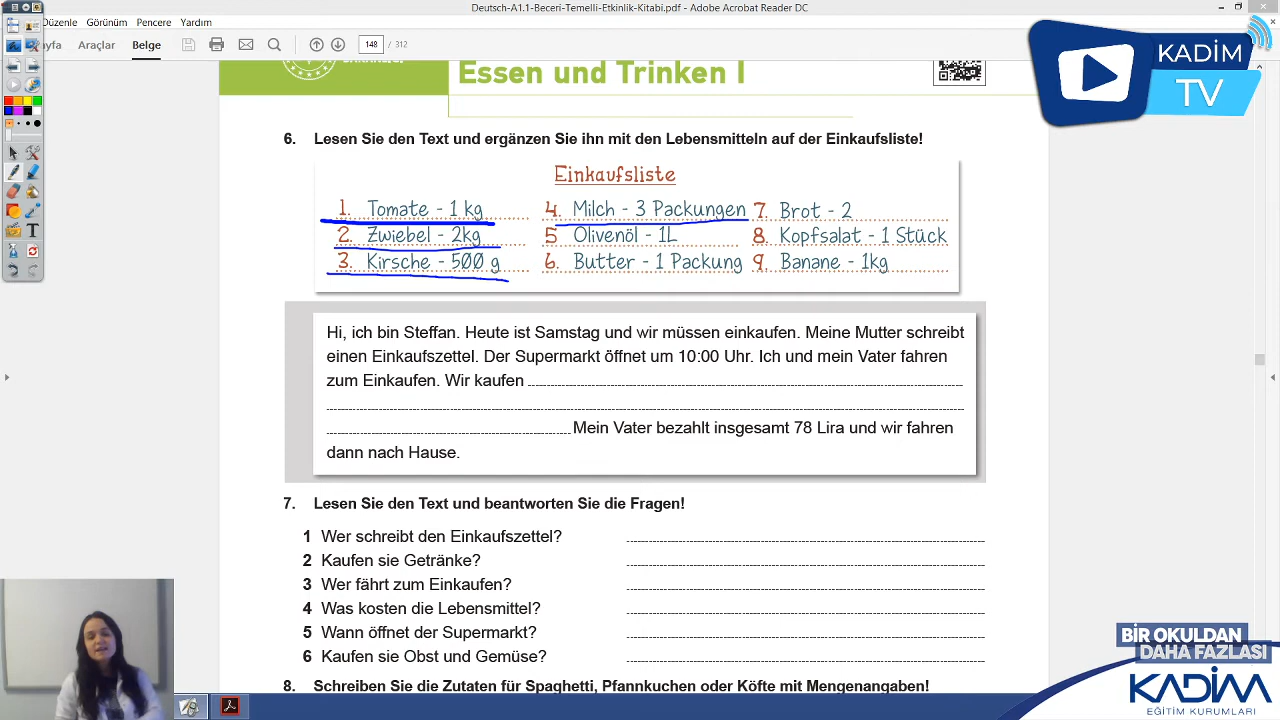 Deutsch-A1.1-Beceri-Temelli-Etkinlik-Kitabi.pdf - Adobe Acrobat Reader DC
Düzenle Görünüm Pencere Yardım
Araçlar Belge 148 / 312
KADİM
TV
Essen und Trinken I
6. Lesen Sie den Text und ergänzen Sie ihn mit den Lebensmitteln auf der Einkaufsliste!
Einkaufsliste
1. Tomate - 1 kg 4. Milch - 3 Packungen 7. Brot - 2
2. Zwiebel - 2kg 5 Olivenöl - 1L 8. Kopfsalat - 1 Stück
3. Kirsche - 500 g 6. Butter - 1 Packung 9. Banane - 1kg
Hi, ich bin Steffan. Heute ist Samstag und wir müssen einkaufen. Meine Mutter schreibt
einen Einkaufszettel. Der Supermarkt öffnet um 10:00 Uhr. Ich und mein Vater fahren
zum Einkaufen. Wir kaufen
Mein Vater bezahlt insgesamt 78 Lira und wir fahren
dann nach Hause.
7. Lesen Sie den Text und beantworten Sie die Fragen!
1 Wer schreibt den Einkaufszettel?
2 Kaufen sie Getränke?
3 Wer fährt zum Einkaufen?
4 Was kosten die Lebensmittel?
5 Wann öffnet der Supermarkt?
6 Kaufen sie Obst und Gemüse?
8. Schreiben Sie die Zutaten für Spaghetti, Pfannkuchen oder Köfte mit Mengenangaben!
BİR OKULDAN
DAHA FAZLASI
KADİM
EĞİTİM KURUMLARI